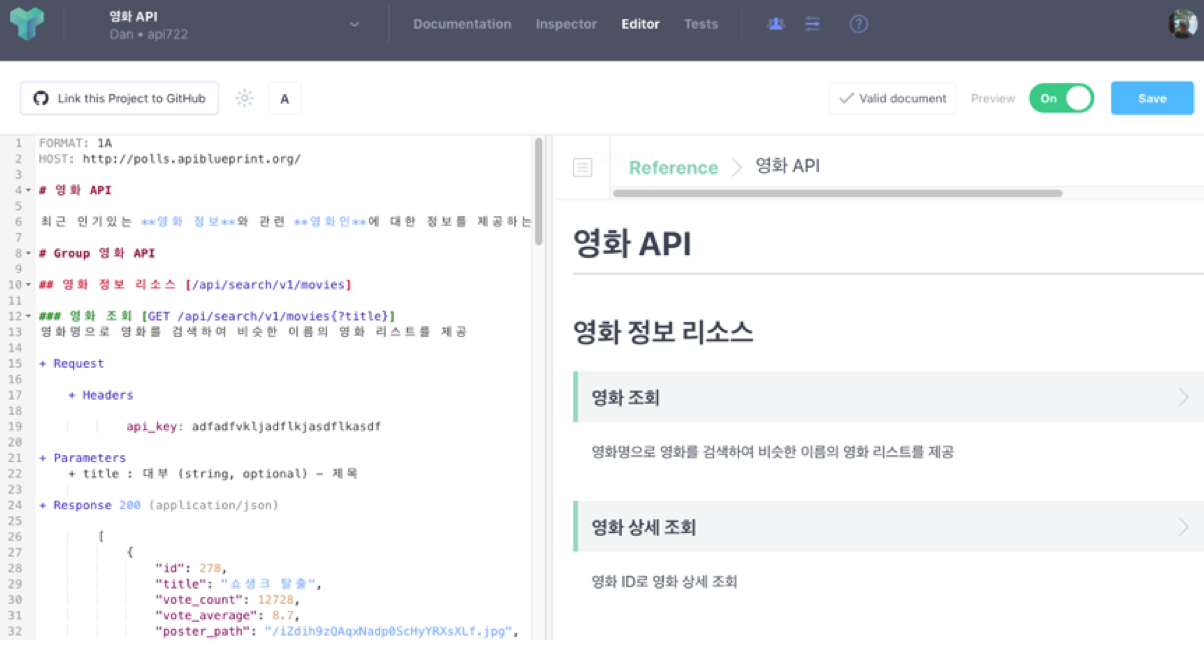 영화 API
Dan • api722
Documentation Inspector Editor Tests
Link this Project to GitHub A
Valid document Preview On Save
1 FORMAT: 1A
2 HOST: http://polls.apiblueprint.org/
3
4 # 영화 API
5
6 최근 인기있는 **영화 정보**와 관련 **영화인**에 대한 정보를 제공하는
7
8 # Group 영화 API
9
10 ## 영화 정보 리소스 [/api/search/v1/movies]
11
12 ### 영화 조회 [GET /api/search/v1/movies{?title}]
13 영화명으로 영화를 검색하여 비슷한 이름의 영화 리스트를 제공
14
15 + Request
16
17 + Headers
18
19 api_key: adfadfvkljadflkjasdflkasdf
20
21 + Parameters
22 + title : 대부 (string, optional) - 제목
23
24 + Response 200 (application/json)
25
26 [
27 {
28 "id": 278,
29 "title": "쇼생크 탈출",
30 "vote_count": 12728,
31 "vote_average": 8.7,
32 "poster_path": "/iZdih9zQAqxNadp0ScHyYRXsXLf.jpg",
Reference > 영화 API
영화 API
영화 정보 리소스
영화 조회
영화명으로 영화를 검색하여 비슷한 이름의 영화 리스트를 제공
영화 상세 조회
영화 ID로 영화 상세 조회